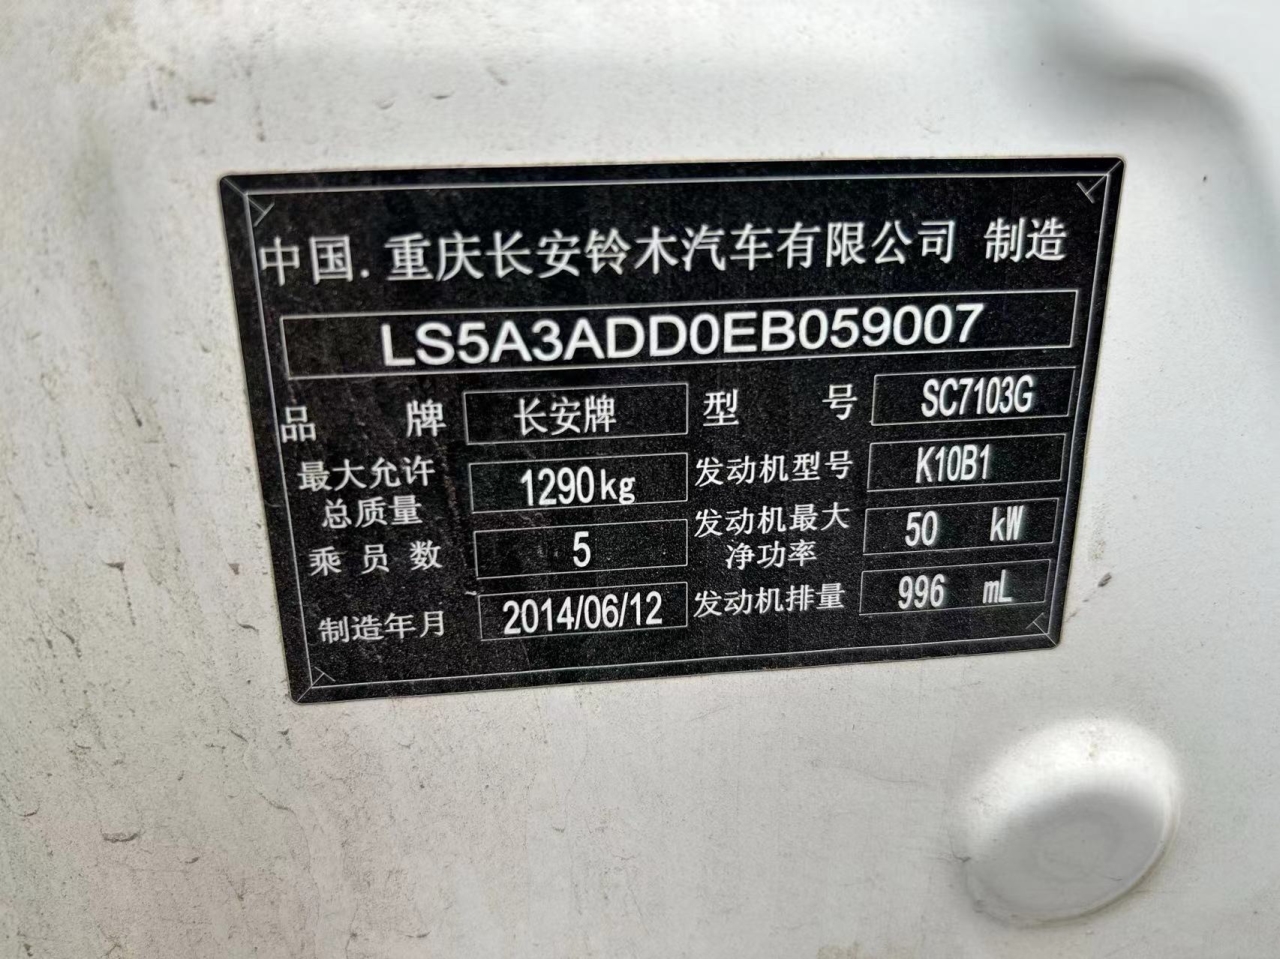 中国.重庆长安铃木汽车有限公司 制造
LS5A3ADD0EB059007
品 牌 长安牌 型 号 SC7103G
最大允许总质量 1290kg 发动机型号 K10B1
乘 员 数 5 发动机最大净功率 50 kW
制造年月 2014/06/12 发动机排量 996 mL